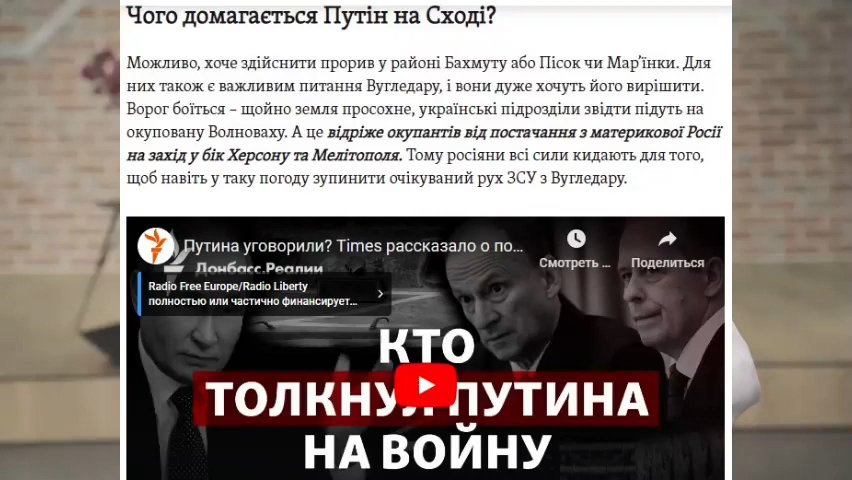 Чого домагається Путін на Сході?
Можливо, хоче здійснити прорив у районі Бахмуту або Пісок чи Мар’їнки. Для
них також є важливим питання Вугледару, і вони дуже хочуть його вирішити.
Ворог боїться – щойно земля просохне, українські підрозділи звідти підуть на
окуповану Волноваху. А це відріже окупантів від постачання з материкової Росії
на захід у бік Херсону та Мелітополя. Тому росіяни всі сили кидають для того,
щоб навіть у таку погоду зупинити очікуваний рух ЗСУ з Вугледару.
Путина уговорили? Times рассказало о по...
Смотреть ...
Поделиться
Донбасс.Реалии
Radio Free Europe/Radio Liberty
полностью или частично финансирует...
КТО
ТОЛКНУЛ ПУТИНА
НА ВОЙНУ